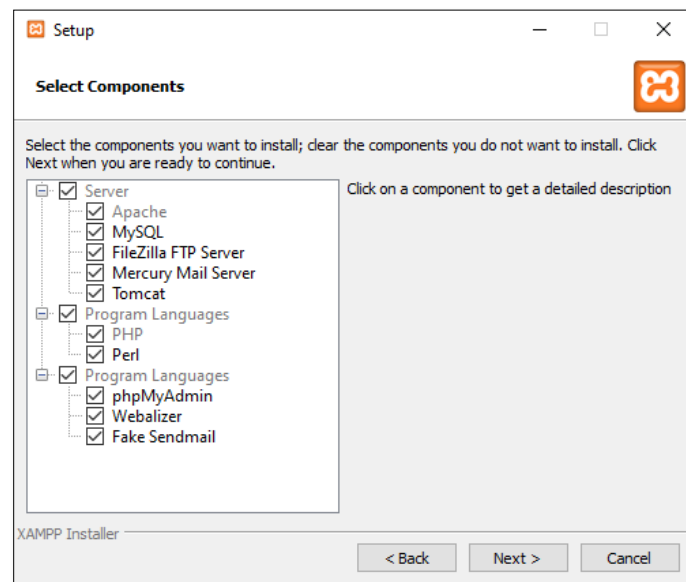 Setup
Select Components
Select the components you want to install; clear the components you do not want to install. Click
Next when you are ready to continue.
Server
Apache
MySQL
FileZilla FTP Server
Mercury Mail Server
Tomcat
Program Languages
PHP
Perl
Program Languages
phpMyAdmin
Webalizer
Fake Sendmail
Click on a component to get a detailed description
XAMPP Installer
< Back
Next >
Cancel